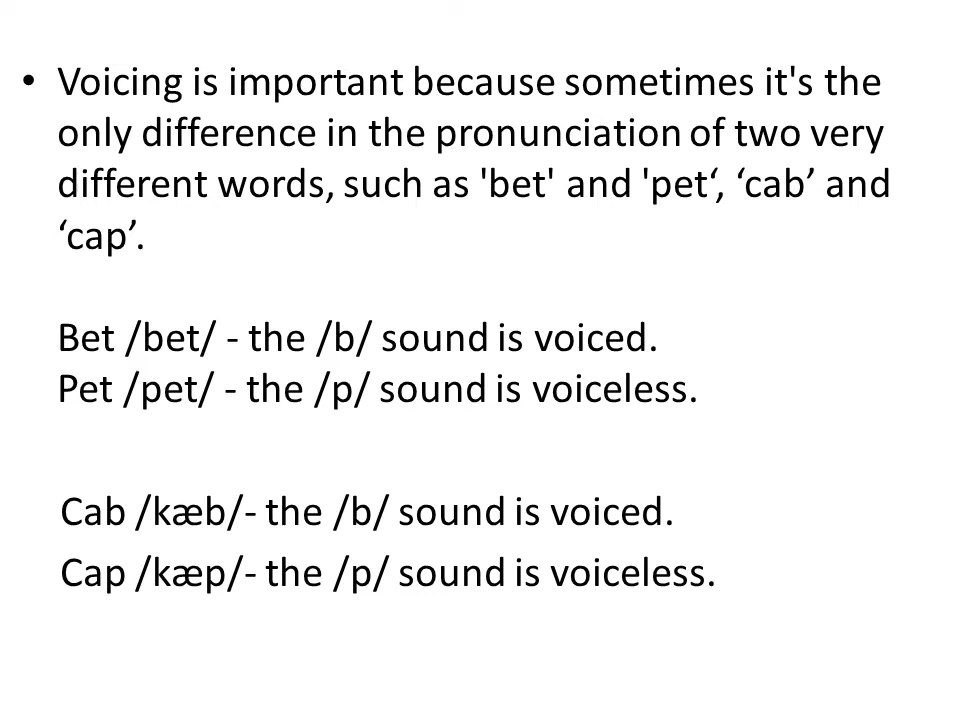 • Voicing is important because sometimes it's the
only difference in the pronunciation of two very
different words, such as 'bet' and 'pet‘, ‘cab’ and
‘cap’.
Bet /bet/ - the /b/ sound is voiced.
Pet /pet/ - the /p/ sound is voiceless.
Cab /kæb/- the /b/ sound is voiced.
Cap /kæp/- the /p/ sound is voiceless.